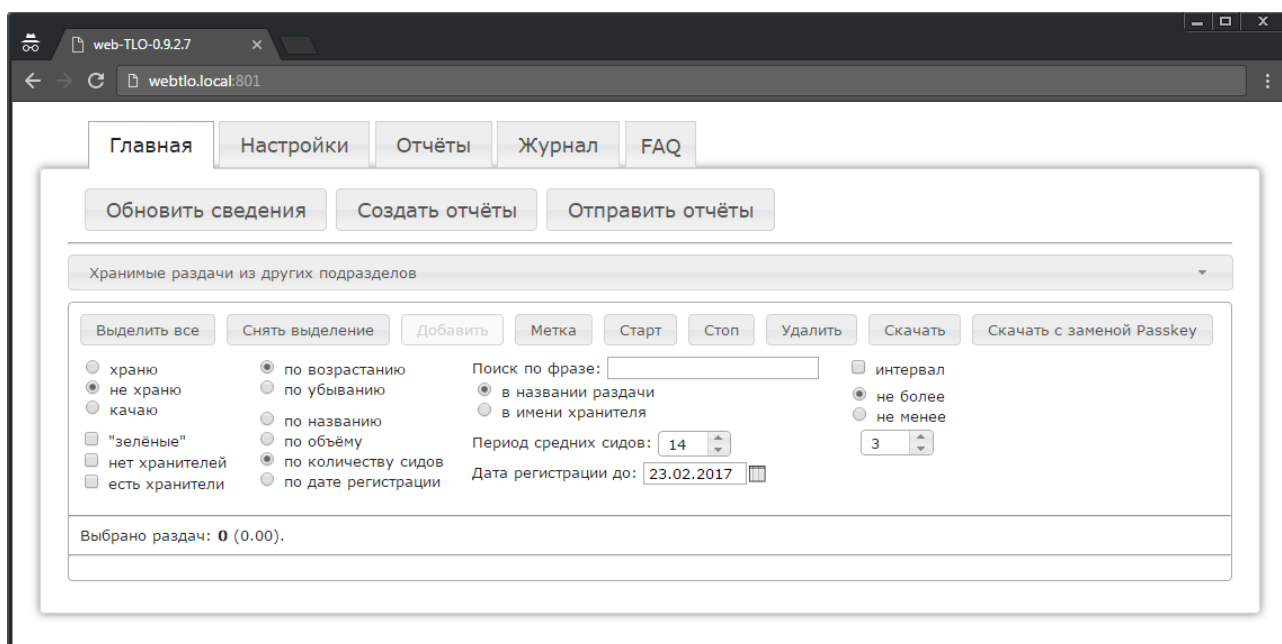 web-TLO-0.9.2.7
webtlo.local:801
Главная Настройки Отчёты Журнал FAQ
Обновить сведения Создать отчёты Отправить отчёты
Хранимые раздачи из других подразделов
Выделить все Снять выделение Добавить Метка Старт Стоп Удалить Скачать Скачать с заменой Passkey
храню
не храню
качаю
"зелёные"
нет хранителей
есть хранители
по возрастанию
по убыванию
по названию
по объёму
по количеству сидов
по дате регистрации
Поиск по фразе:
в названии раздачи
в имени хранителя
Период средних сидов: 14
Дата регистрации до: 23.02.2017
интервал
не более
не менее
3
Выбрано раздач: 0 (0.00).